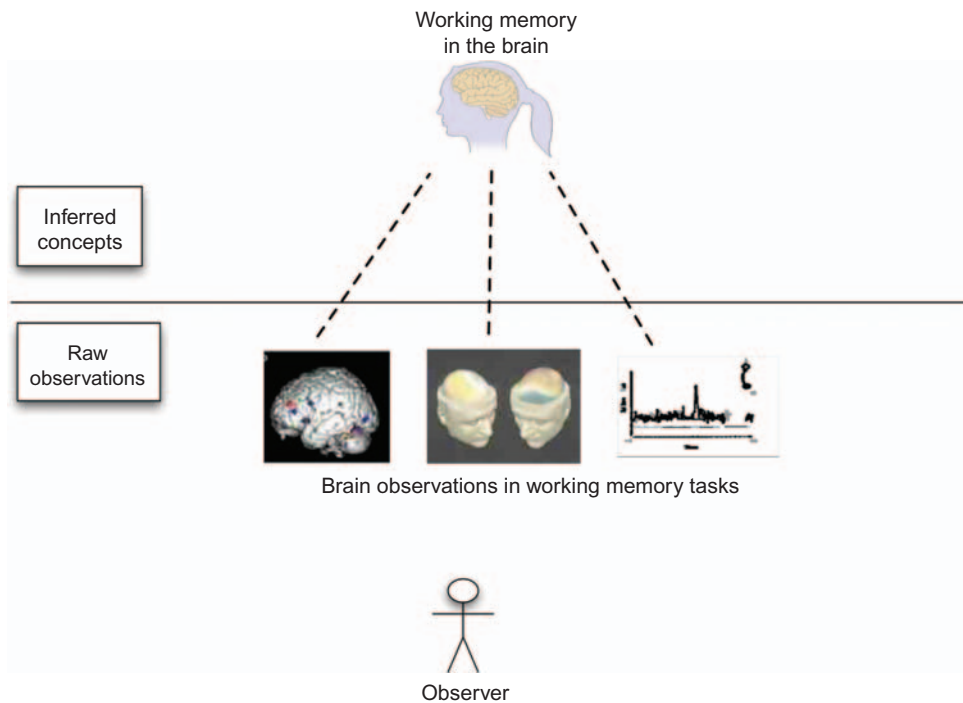 Working memory
in the brain
Inferred
concepts
Raw
observations
Brain observations in working memory tasks
Observer